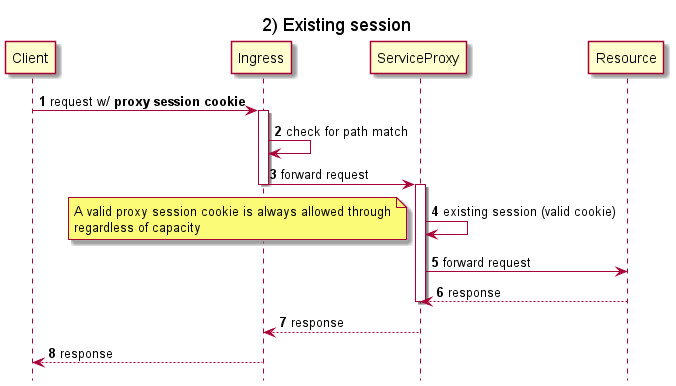 2) Existing session
Client
Ingress
ServiceProxy
Resource
1 request w/ proxy session cookie
2 check for path match
3 forward request
A valid proxy session cookie is always allowed through
regardless of capacity
4 existing session (valid cookie)
5 forward request
6 response
7 response
8 response